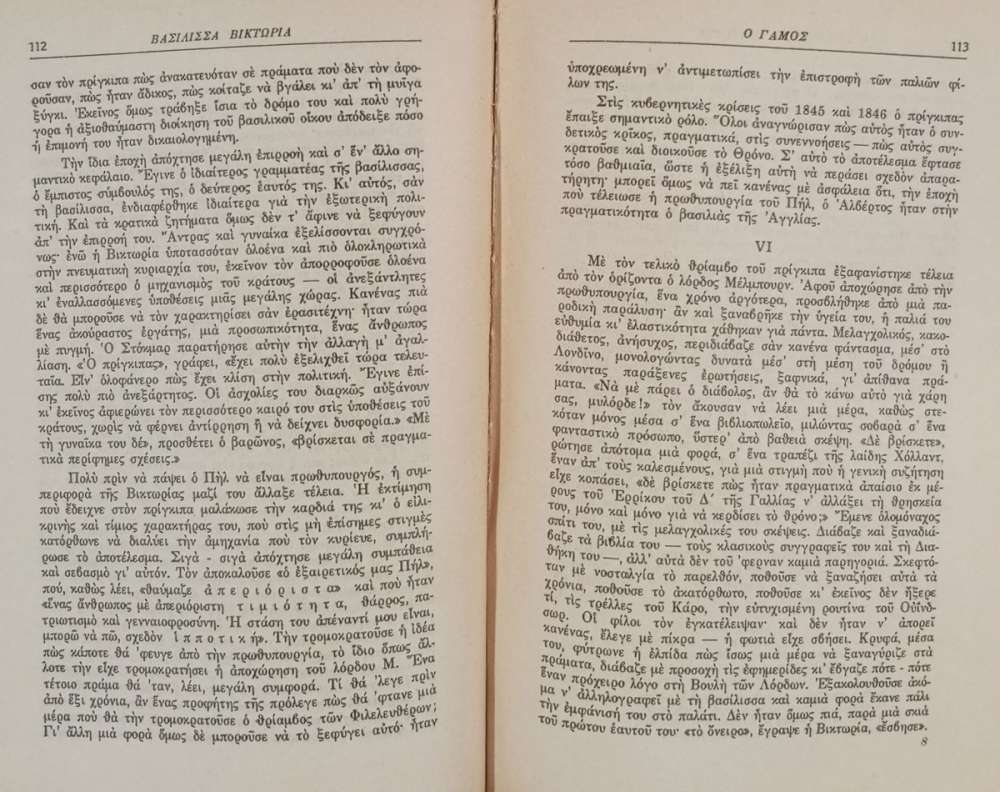 112
ΒΑΣΙΛΙΣΣΑ ΒΙΚΤΩΡΙΑ
σαν τὸν πρίγκιπα πὼς ἀνακατευόταν σὲ πράματα ποὺ δὲν τὸν ἀφο-
ροῦσαν, πὼς ἦταν ἄδικος, πὼς κοίταζε νὰ βγάλει κι’ ἀπ’ τὴ μυῖγα
ξύγκι. Ἐκεῖνος ὅμως τράβηξε ἴσια τὸ δρόμο του καὶ πολὺ γρή-
γορα ἡ ἀξιοθαύμαστη διοίκηση τοῦ βασιλικοῦ οἴκου ἀπόδειξε πόσο
ἡ ἐπιμονή του ἦταν δικαιολογημένη.
Τὴν ἴδια ἐποχὴ ἀπόχτησε μεγάλη ἐπιρροὴ καὶ σ’ ἕν’ ἄλλο ση-
μαντικὸ κεφάλαιο. Ἔγινε ὁ ἰδιαίτερος γραμματέας τῆς βασίλισσας,
ὁ ἔμπιστος σύμβουλός της, ὁ δεύτερος ἑαυτός της. Κι’ αὐτός, σὰν
τὴ βασίλισσα, ἐνδιαφέρθηκε ἰδιαίτερα γιὰ τὴν ἐξωτερικὴ πολι-
τική. Καὶ τὰ κρατικὰ ζητήματα ὅμως δὲν τ’ ἄφινε νὰ ξεφύγουν
ἀπ’ τὴν ἐπιρροή του. Ἄντρας καὶ γυναίκα ἐξελίσσονται συγχρό-
νως· ἐνῶ ἡ Βικτωρία ὑποτασσόταν ὁλοένα καὶ πιὸ ὁλοκληρωτικὰ
στὴν πνευματικὴ κυριαρχία του, ἐκεῖνον τὸν ἀπορροφοῦσε ὁλοένα
καὶ περισσότερο ὁ μηχανισμὸς τοῦ κράτους — οἱ ἀνεξάντλητες
κι’ ἐναλλασσόμενες ὑποθέσεις μιᾶς μεγάλης χώρας. Κανένας πιὰ
δὲ θὰ μποροῦσε νὰ τὸν χαρακτηρίσει σὰν ἐρασιτέχνη· ἦταν τώρα
ἕνας ἀκούραστος ἐργάτης, μιὰ προσωπικότητα, ἕνας ἄνθρωπος
μὲ πυγμή. Ὁ Στόκμαρ παρατήρησε αὐτὴν τὴν ἀλλαγὴ μ’ ἀγαλ-
λίαση. «Ὁ πρίγκιπας», γράφει, «ἔχει πολὺ ἐξελιχθεῖ τώρα τελευ-
ταῖα. Εἶν’ ὁλοφάνερο πὼς ἔχει κλίση στὴν πολιτική. Ἔγινε ἐπί-
σης πολὺ πιὸ ἀνεξάρτητος. Οἱ ἀσχολίες του διαρκῶς αὐξάνουν
κι’ ἐκεῖνος ἀφιερώνει τὸν περισσότερο καιρό του στὶς ὑποθέσεις τοῦ
κράτους, χωρὶς νὰ φέρνει ἀντίρρηση ἢ νὰ δείχνει δυσφορία.» «Μὲ
τὴ γυναίκα του δέ», προσθέτει ὁ βαρῶνος, «βρίσκεται σὲ πραγμα-
τικὰ περίφημες σχέσεις.»
Πολὺ πρὶν νὰ πάψει ὁ Πὴλ νὰ εἶναι πρωθυπουργός, ἡ συμ-
περιφορὰ τῆς Βικτωρίας μαζί του ἄλλαξε τέλεια. Ἡ ἐκτίμηση
ποὺ ἔδειχνε στὸν πρίγκιπα μαλάκωσε τὴν καρδιά της κι’ ὁ εἰλι-
κρινὴς καὶ τίμιος χαρακτήρας του, ποὺ στὶς μὴ ἐπίσημες στιγμὲς
κατόρθωνε νὰ διαλύει τὴν ἀμηχανία ποὺ τὸν κυρίευε, συμπλή-
ρωσε τὸ ἀποτέλεσμα. Σιγὰ - σιγὰ ἀπόχτησε μεγάλη συμπάθεια
καὶ σεβασμὸ γι’ αὐτόν. Τὸν ἀποκαλοῦσε «ὁ ἐξαιρετικός μας Πήλ»,
πού, καθὼς λέει, «θαύμαζε ἀπεριόριστα» καὶ ποὺ ἦταν
«ἕνας ἄνθρωπος μὲ ἀπεριόριστη τιμιότητα, θάρρος, πα-
τριωτισμὸ καὶ γενναιοφροσύνη. Ἡ στάση του ἀπέναντί μου εἶναι,
μπορῶ νὰ πῶ, σχεδὸν ἱπποτική». Τὴν τρομοκρατοῦσε ἡ ἰδέα
πὼς κάποτε θά ’φευγε ἀπὸ τὴν πρωθυπουργία, τὸ ἴδιο ὅπως ἄλ-
λοτε τὴν εἶχε τρομοκρατήσει ἡ ἀποχώρηση τοῦ λόρδου Μ. Ἕνα
τέτοιο πράμα θά ’ταν, λέει, μεγάλη συμφορά. Τί θά ’λεγε πρὶν
ἀπὸ ἕξι χρόνια, ἂν ἕνας προφήτης τῆς πρόλεγε πὼς θά ’φτανε μιὰ
μέρα ποὺ θὰ τὴν τρομοκρατοῦσε ὁ θρίαμβος τῶν Φιλελευθέρων;
Γι’ ἄλλη μιὰ φορὰ ὅμως δὲ μποροῦσε νὰ τὸ ξεφύγει αὐτό· ἦταν
Ο ΓΑΜΟΣ
113
ὑποχρεωμένη ν’ ἀντιμετωπίσει τὴν ἐπιστροφὴ τῶν παλιῶν φί-
λων της.
Στὶς κυβερνητικὲς κρίσεις τοῦ 1845 καὶ 1846 ὁ πρίγκιπας
ἔπαιξε σημαντικὸ ρόλο. Ὅλοι ἀναγνώρισαν πὼς αὐτὸς ἦταν ὁ συν-
δετικὸς κρίκος, πραγματικά, στὶς συνεννοήσεις — πὼς αὐτὸς συγ-
κρατοῦσε καὶ διοικοῦσε τὸ Θρόνο. Σ’ αὐτὸ τὸ ἀποτέλεσμα ἔφτασε
τόσο βαθμιαῖα, ὥστε ἡ ἐξέλιξη αὐτὴ νὰ περάσει σχεδὸν ἀπαρα-
τήρητη· μπορεῖ ὅμως νὰ πεῖ κανένας μὲ ἀσφάλεια ὅτι, τὴν ἐποχὴ
ποὺ τέλειωσε ἡ πρωθυπουργία τοῦ Πήλ, ὁ Ἀλβέρτος ἦταν στὴν
πραγματικότητα ὁ βασιλιὰς τῆς Ἀγγλίας.
VI
Μὲ τὸν τελικὸ θρίαμβο τοῦ πρίγκιπα ἐξαφανίστηκε τέλεια
ἀπὸ τὸν ὁρίζοντα ὁ λόρδος Μέλμπουρν. Ἀφοῦ ἀποχώρησε ἀπὸ τὴν
πρωθυπουργία, ἕνα χρόνο ἀργότερα, προσβλήθηκε ἀπὸ μιὰ πα-
ροδικὴ παράλυση· ἂν καὶ ξαναβρῆκε τὴν ὑγεία του, ἡ παλιά του
εὐθυμία κι’ ἐλαστικότητα χάθηκαν γιὰ πάντα. Μελαγχολικός, κακο-
διάθετος, ἀνήσυχος, περιδιάβαζε σὰν κανένα φάντασμα, μέσ’ στὸ
Λονδίνο, μονολογώντας δυνατὰ μέσ’ στὴ μέση τοῦ δρόμου ἢ
κάνοντας παράξενες ἐρωτήσεις, ξαφνικά, γι’ ἀπίθανα πρά-
ματα. «Νὰ μὲ πάρει ὁ διάβολος, ἂν θὰ τὸ κάνω αὐτὸ γιὰ χάρη
σας, μυλόρδε!» τὸν ἄκουσαν νὰ λέει μιὰ μέρα, καθὼς στε-
κόταν μόνος μέσα σ’ ἕνα βιβλιοπωλεῖο, μιλώντας σοβαρὰ σ’ ἕνα
φανταστικὸ πρόσωπο, ὕστερ’ ἀπὸ βαθειὰ σκέψη. «Δὲ βρίσκετε»,
ρώτησε ἀπότομα μιὰ φορά, σ’ ἕνα τραπέζι τῆς λαίδης Χόλλαντ,
ἕναν ἀπ’ τοὺς καλεσμένους, γιὰ μιὰ στιγμὴ ποὺ ἡ γενικὴ συζήτηση
εἶχε κοπάσει, «δὲ βρίσκετε πὼς ἦταν πραγματικὰ ἀπαίσιο ἐκ μέ-
ρους τοῦ Ἐρρίκου τοῦ Δ΄ τῆς Γαλλίας ν’ ἀλλάξει τὴ θρησκεία
του, μόνο καὶ μόνο γιὰ νὰ κερδίσει τὸ θρόνο;» Ἔμενε ὁλομόναχος
σπίτι του, μὲ τὶς μελαγχολικές του σκέψεις. Διάβαζε καὶ ξαναδιά-
βαζε τὰ βιβλία του — τοὺς κλασικοὺς συγγραφεῖς του καὶ τὴ Δια-
θήκη του —, ἀλλ’ αὐτὰ δὲν τοῦ ’φερναν καμιὰ παρηγοριά. Σκεφτό-
ταν μὲ νοσταλγία τὸ παρελθόν, ποθοῦσε νὰ ξαναζήσει αὐτὰ τὰ
χρόνια, ποθοῦσε τὸ ἀκατόρθωτο, ποθοῦσε κι’ ἐκεῖνος δὲν ἤξερε
τί, τὶς τρέλλες τοῦ Κάρο, τὴν εὐτυχισμένη ρουτίνα τοῦ Οὐΐνδ-
σωρ. Οἱ φίλοι τὸν ἐγκατέλειψαν· καὶ δὲν ἦταν ν’ ἀπορεῖ
κανένας, ἔλεγε μὲ πίκρα — ἡ φωτιὰ εἶχε σβήσει. Κρυφά, μέσα
του, φύτρωνε ἡ ἐλπίδα πὼς ἴσως μιὰ μέρα νὰ ξαναγύριζε στὰ
πράματα, διάβαζε μὲ προσοχὴ τὶς ἐφημερίδες κι’ ἔβγαζε πότε - πότε
ἕναν πρόχειρο λόγο στὴ Βουλὴ τῶν Λόρδων. Ἐξακολουθοῦσε ἀκό-
μα ν’ ἀλληλογραφεῖ μὲ τὴ βασίλισσα καὶ καμιὰ φορὰ ἔκανε πάλι
τὴν ἐμφάνισή του στὸ παλάτι. Δὲν ἦταν ὅμως πιά, παρὰ μιὰ σκιὰ
τοῦ πρώτου ἑαυτοῦ του· «τὸ ὄνειρο», ἔγραψε ἡ Βικτωρία, «ἔσβησε».
8